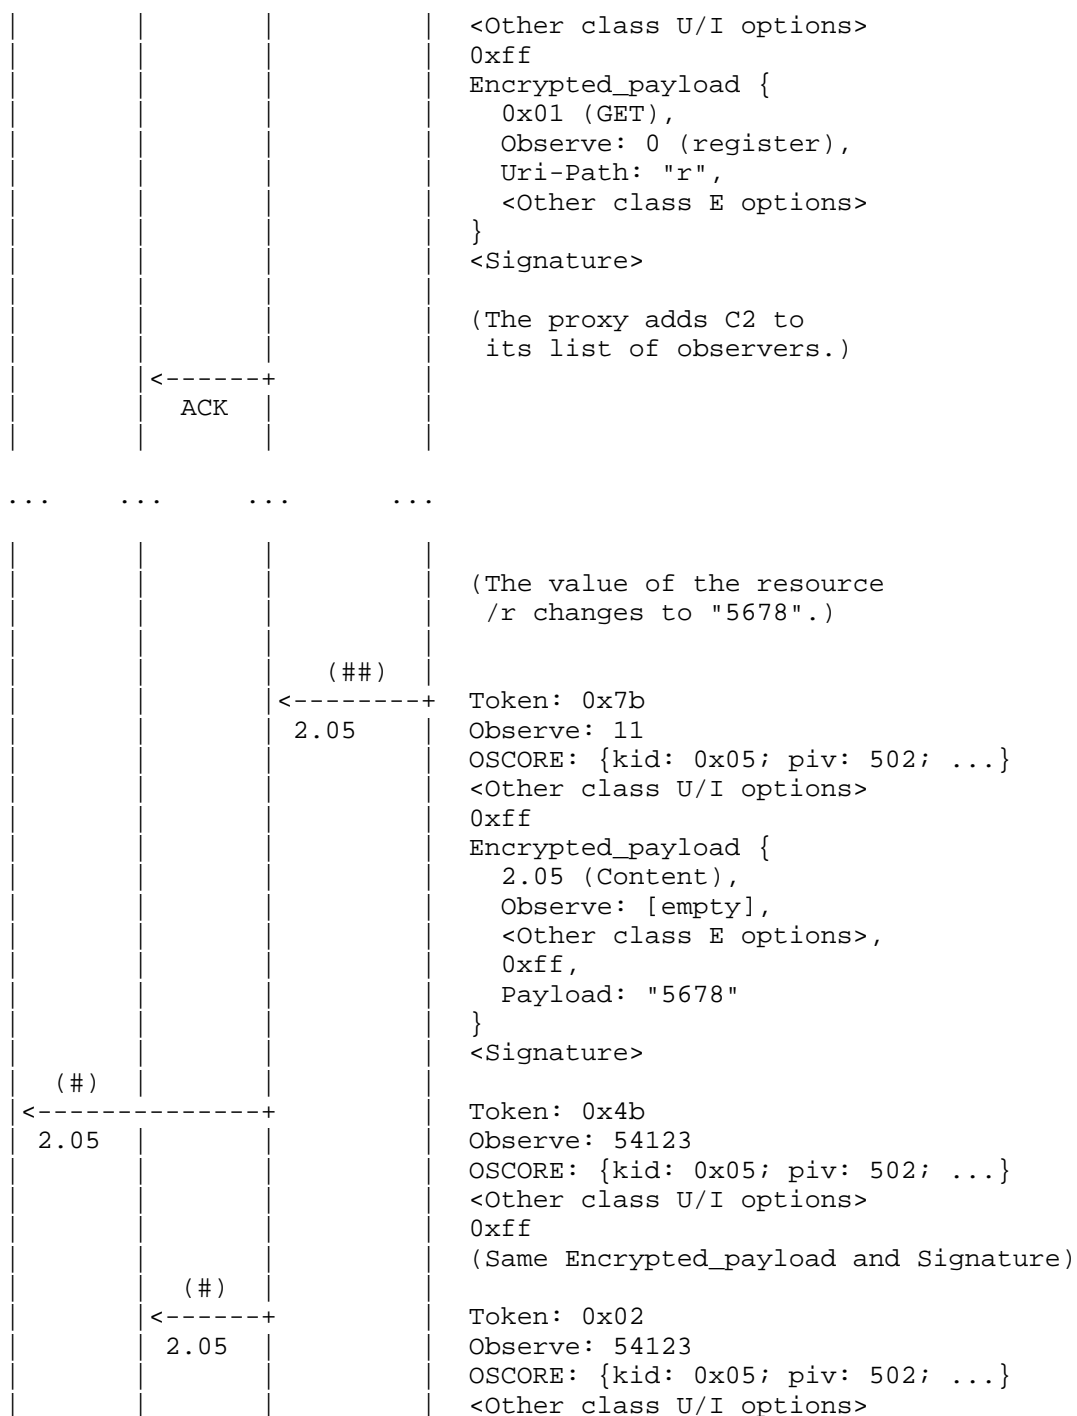 |       |       |         |  <Other class U/I options>
|       |       |         |  0xff
|       |       |         |  Encrypted_payload {
|       |       |         |    0x01 (GET),
|       |       |         |    Observe: 0 (register),
|       |       |         |    Uri-Path: "r",
|       |       |         |    <Other class E options>
|       |       |         |  }
|       |       |         |  <Signature>
|       |       |         |
|       |       |         |  (The proxy adds C2 to
|       |       |         |   its list of observers.)
|       |<------+         |
|       |  ACK  |         |
|       |       |         |
...    ...     ...      ...
|       |       |         |
|       |       |         |  (The value of the resource
|       |       |         |   /r changes to "5678".)
|       |       |         |
|       |       |   (##)  |
|       |       |<--------+  Token: 0x7b
|       |       | 2.05    |  Observe: 11
|       |       |         |  OSCORE: {kid: 0x05; piv: 502; ...}
|       |       |         |  <Other class U/I options>
|       |       |         |  0xff
|       |       |         |  Encrypted_payload {
|       |       |         |    2.05 (Content),
|       |       |         |    Observe: [empty],
|       |       |         |    <Other class E options>,
|       |       |         |    0xff,
|       |       |         |    Payload: "5678"
|       |       |         |  }
|       |       |         |  <Signature>
|  (#)  |       |         |
|<--------------+         |  Token: 0x4b
| 2.05  |       |         |  Observe: 54123
|       |       |         |  OSCORE: {kid: 0x05; piv: 502; ...}
|       |       |         |  <Other class U/I options>
|       |       |         |  0xff
|       |       |         |  (Same Encrypted_payload and Signature)
|       |  (#)  |         |
|       |<------+         |  Token: 0x02
|       | 2.05  |         |  Observe: 54123
|       |       |         |  OSCORE: {kid: 0x05; piv: 502; ...}
|       |       |         |  <Other class U/I options>